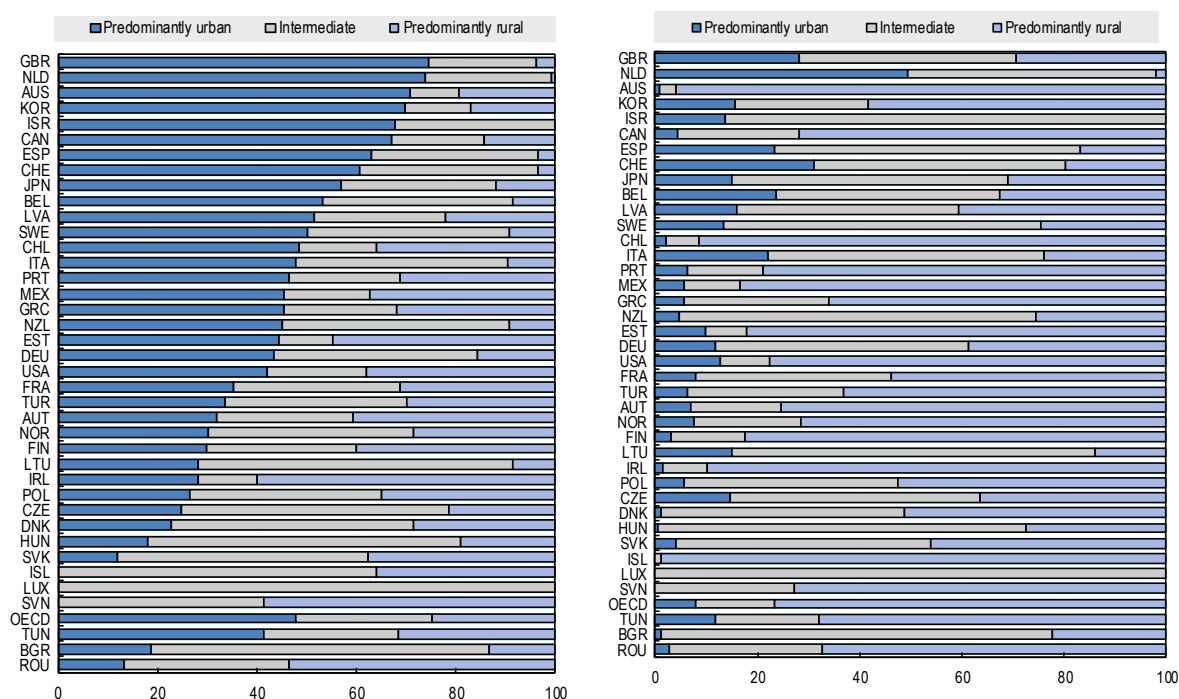 Predominantly urban Intermediate Predominantly rural
GBR
NLD
AUS
KOR
ISR
CAN
ESP
CHE
JPN
BEL
LVA
SWE
CHL
ITA
PRT
MEX
GRC
NZL
EST
DEU
USA
FRA
TUR
AUT
NOR
FIN
LTU
IRL
POL
CZE
DNK
HUN
SVK
ISL
LUX
SVN
OECD
TUN
BGR
ROU
0 20 40 60 80 100
Predominantly urban Intermediate Predominantly rural
GBR
NLD
AUS
KOR
ISR
CAN
ESP
CHE
JPN
BEL
LVA
SWE
CHL
ITA
PRT
MEX
GRC
NZL
EST
DEU
USA
FRA
TUR
AUT
NOR
FIN
LTU
IRL
POL
CZE
DNK
HUN
SVK
ISL
LUX
SVN
OECD
TUN
BGR
ROU
0 20 40 60 80 100